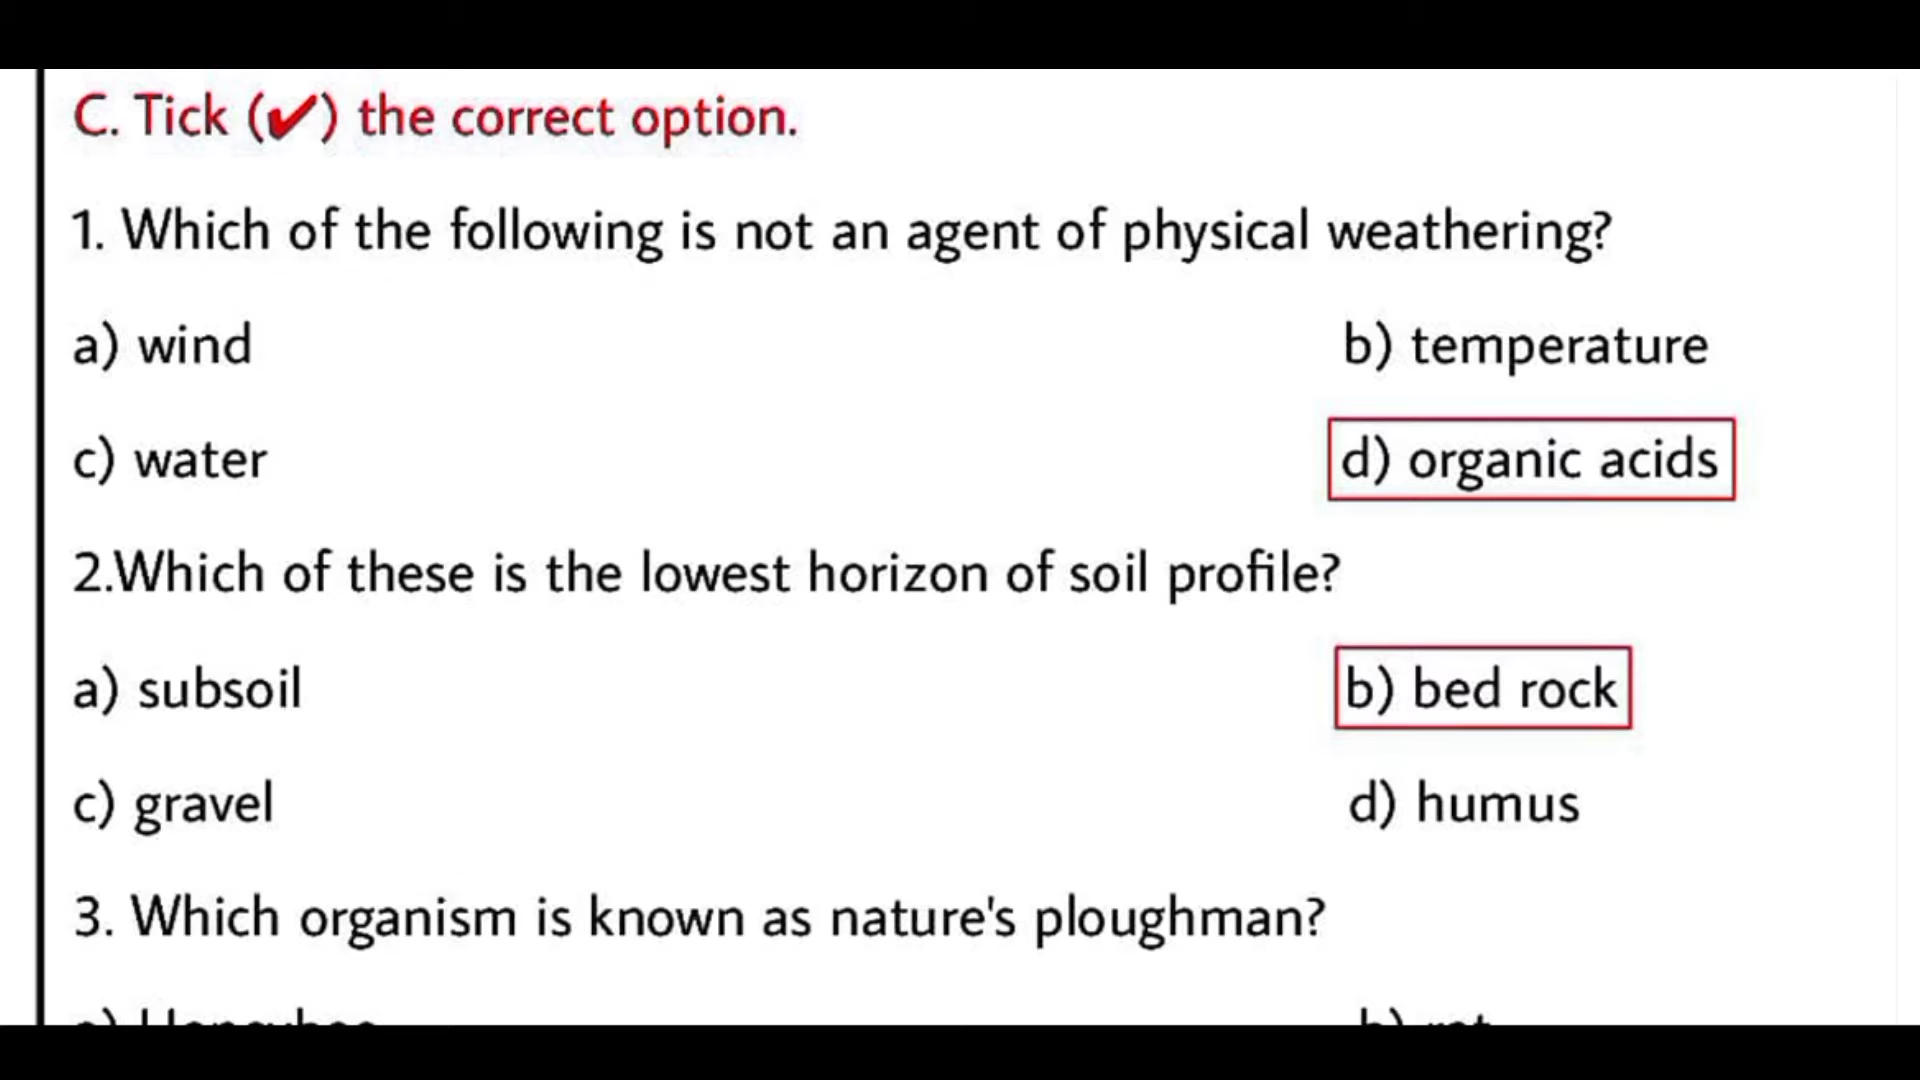 C. Tick (✔) the correct option.
1. Which of the following is not an agent of physical weathering?
a) wind b) temperature
c) water d) organic acids
2.Which of these is the lowest horizon of soil profile?
a) subsoil b) bed rock
c) gravel d) humus
3. Which organism is known as nature's ploughman?